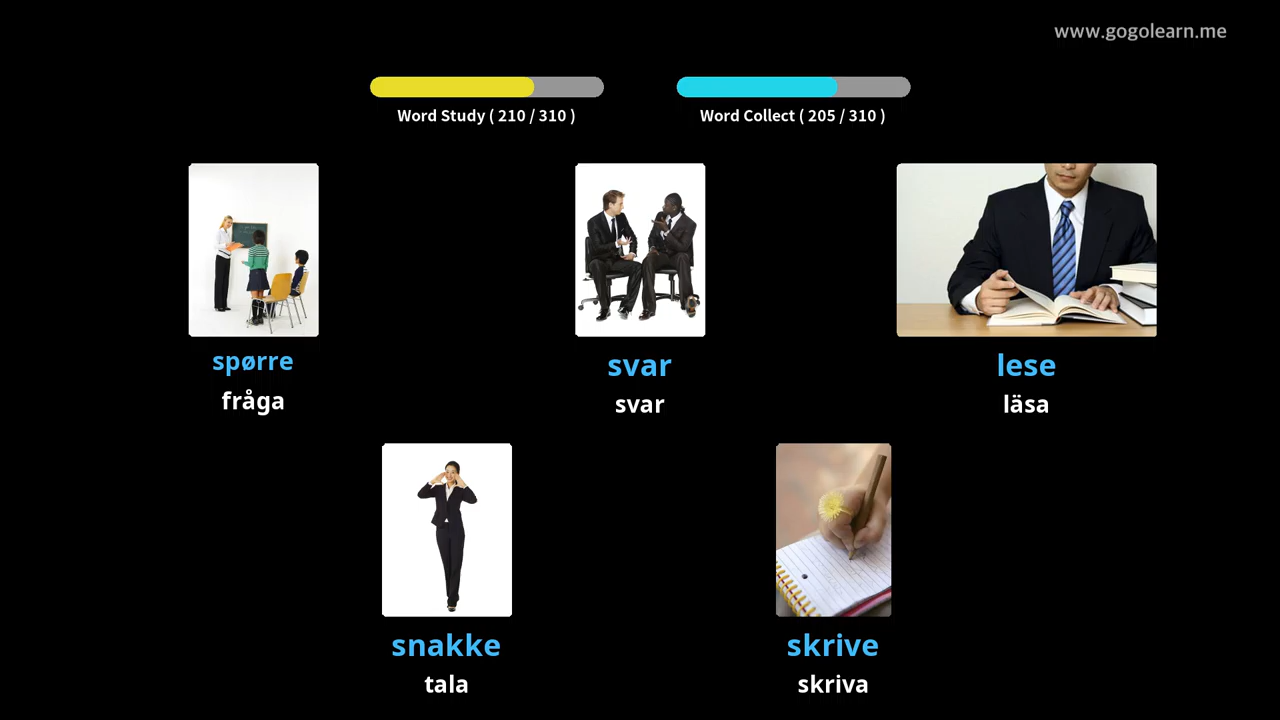 www.gogolearn.me
Word Study ( 210 / 310 )
Word Collect ( 205 / 310 )
spørre
fråga
svar
svar
lese
läsa
snakke
tala
skrive
skriva